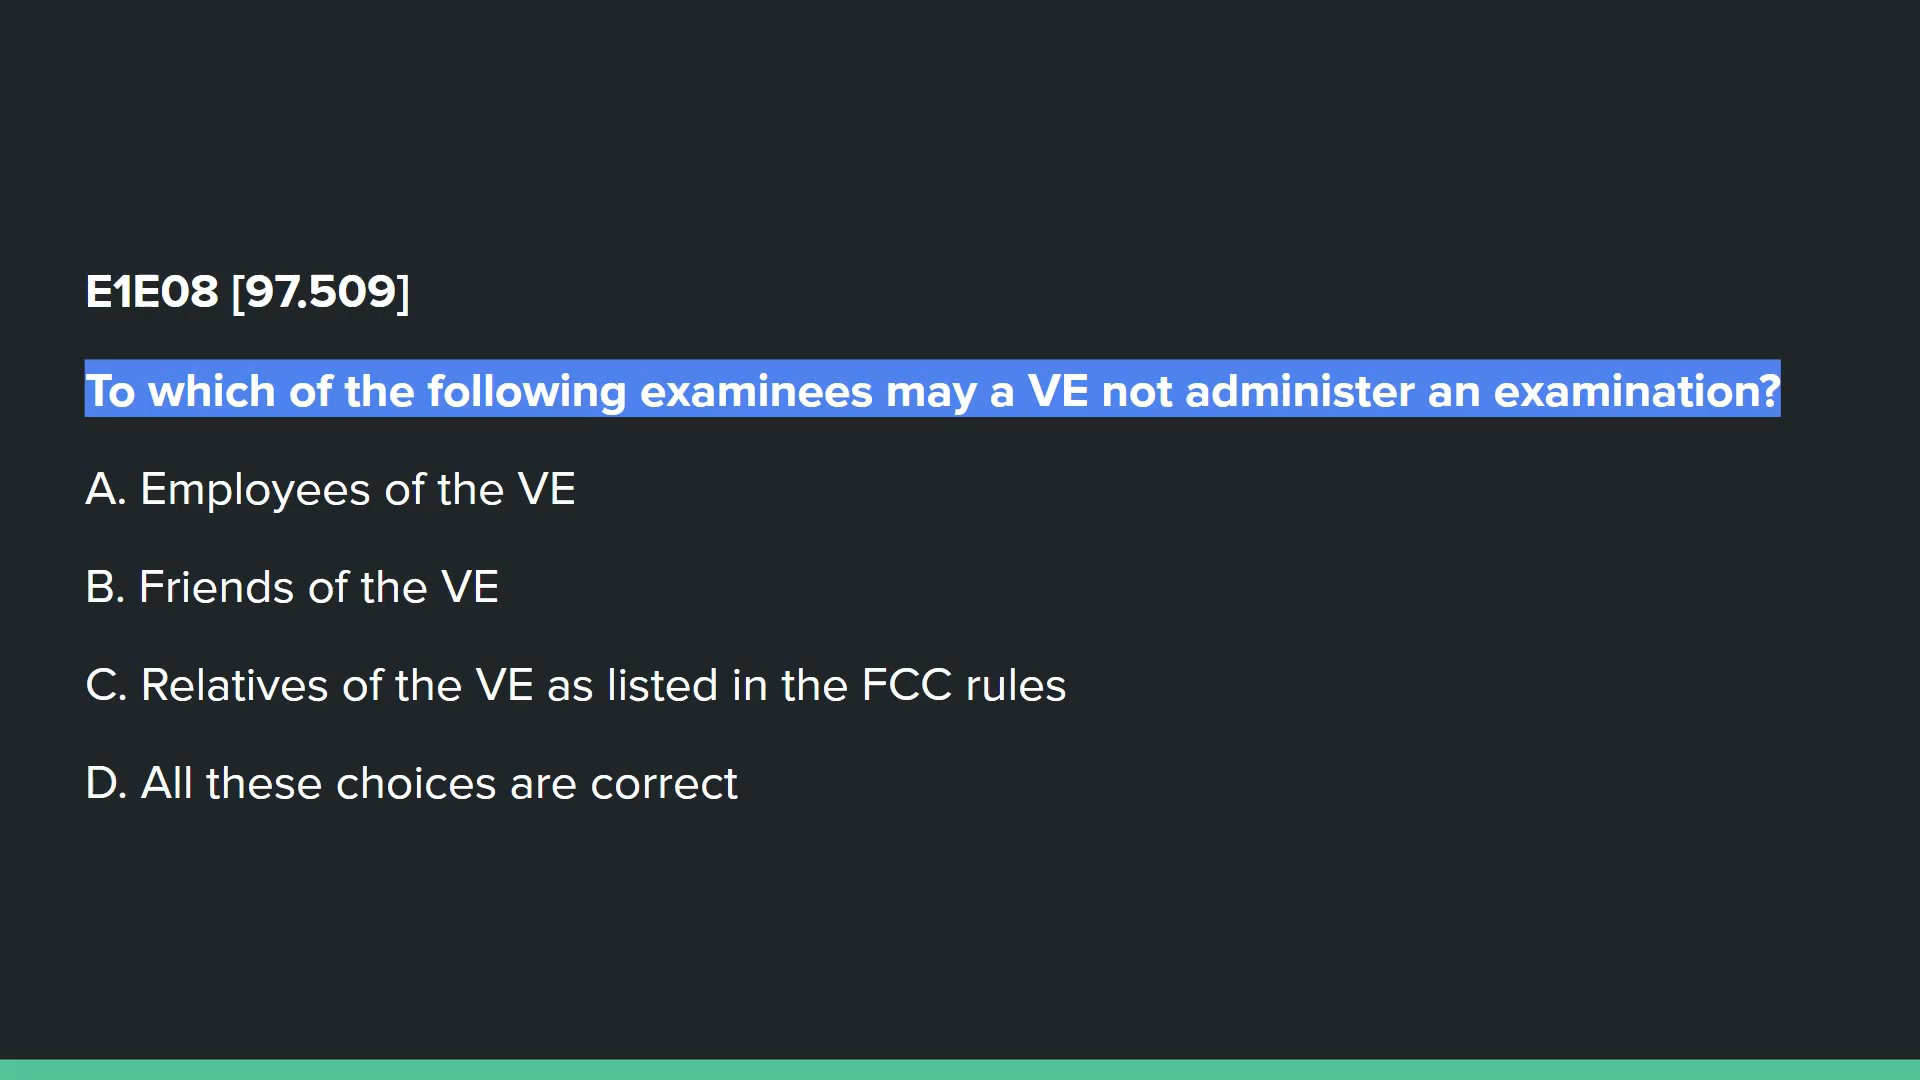 E1E08 [97.509]
To which of the following examinees may a VE not administer an examination?
A. Employees of the VE
B. Friends of the VE
C. Relatives of the VE as listed in the FCC rules
D. All these choices are correct